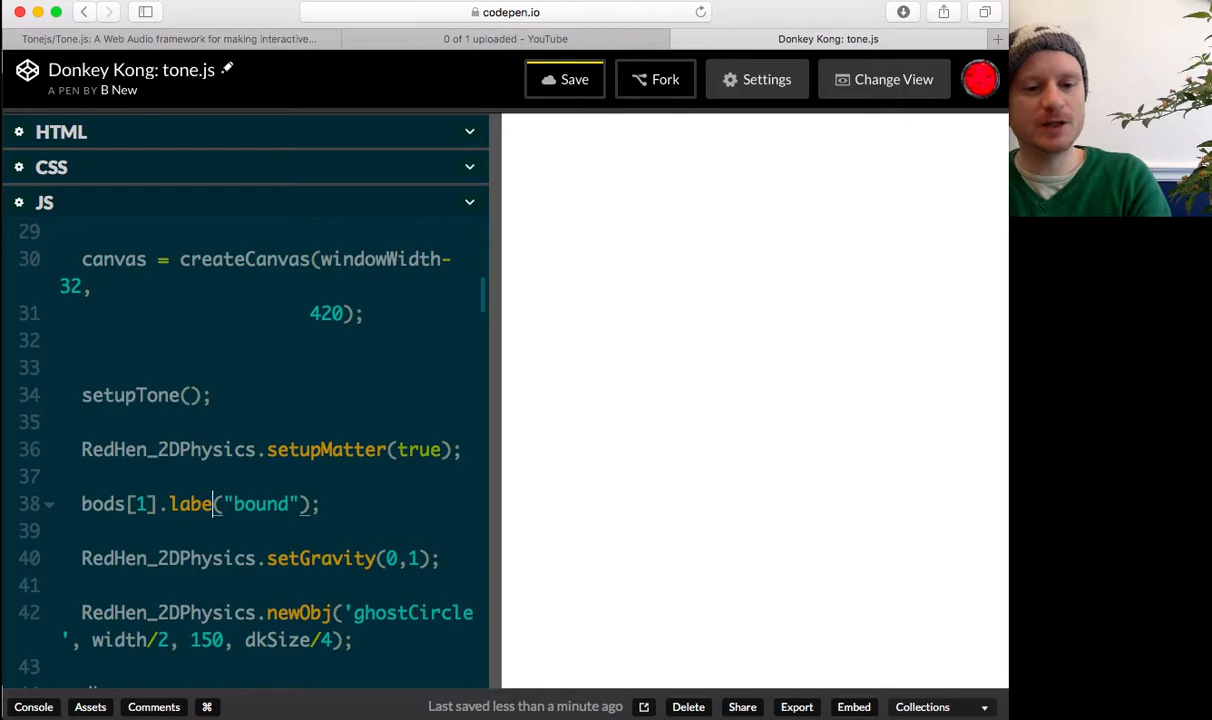 codepen.io
Tonejs/Tone.js: A Web Audio framework for making interactive...
0 of 1 uploaded - YouTube
Donkey Kong: tone.js
Donkey Kong: tone.js
A PEN BY B New
Save
Fork
Settings
Change View
HTML
CSS
JS
29
30 canvas = createCanvas(windowWidth-
32,
31 420);
32
33
34 setupTone();
35
36 RedHen_2DPhysics.setupMatter(true);
37
38 bods[1].labe("bound");
39
40 RedHen_2DPhysics.setGravity(0,1);
41
42 RedHen_2DPhysics.newObj('ghostCircle
', width/2, 150, dkSize/4);
43
Console
Assets
Comments
⌘
Last saved less than a minute ago
Delete
Share
Export
Embed
Collections